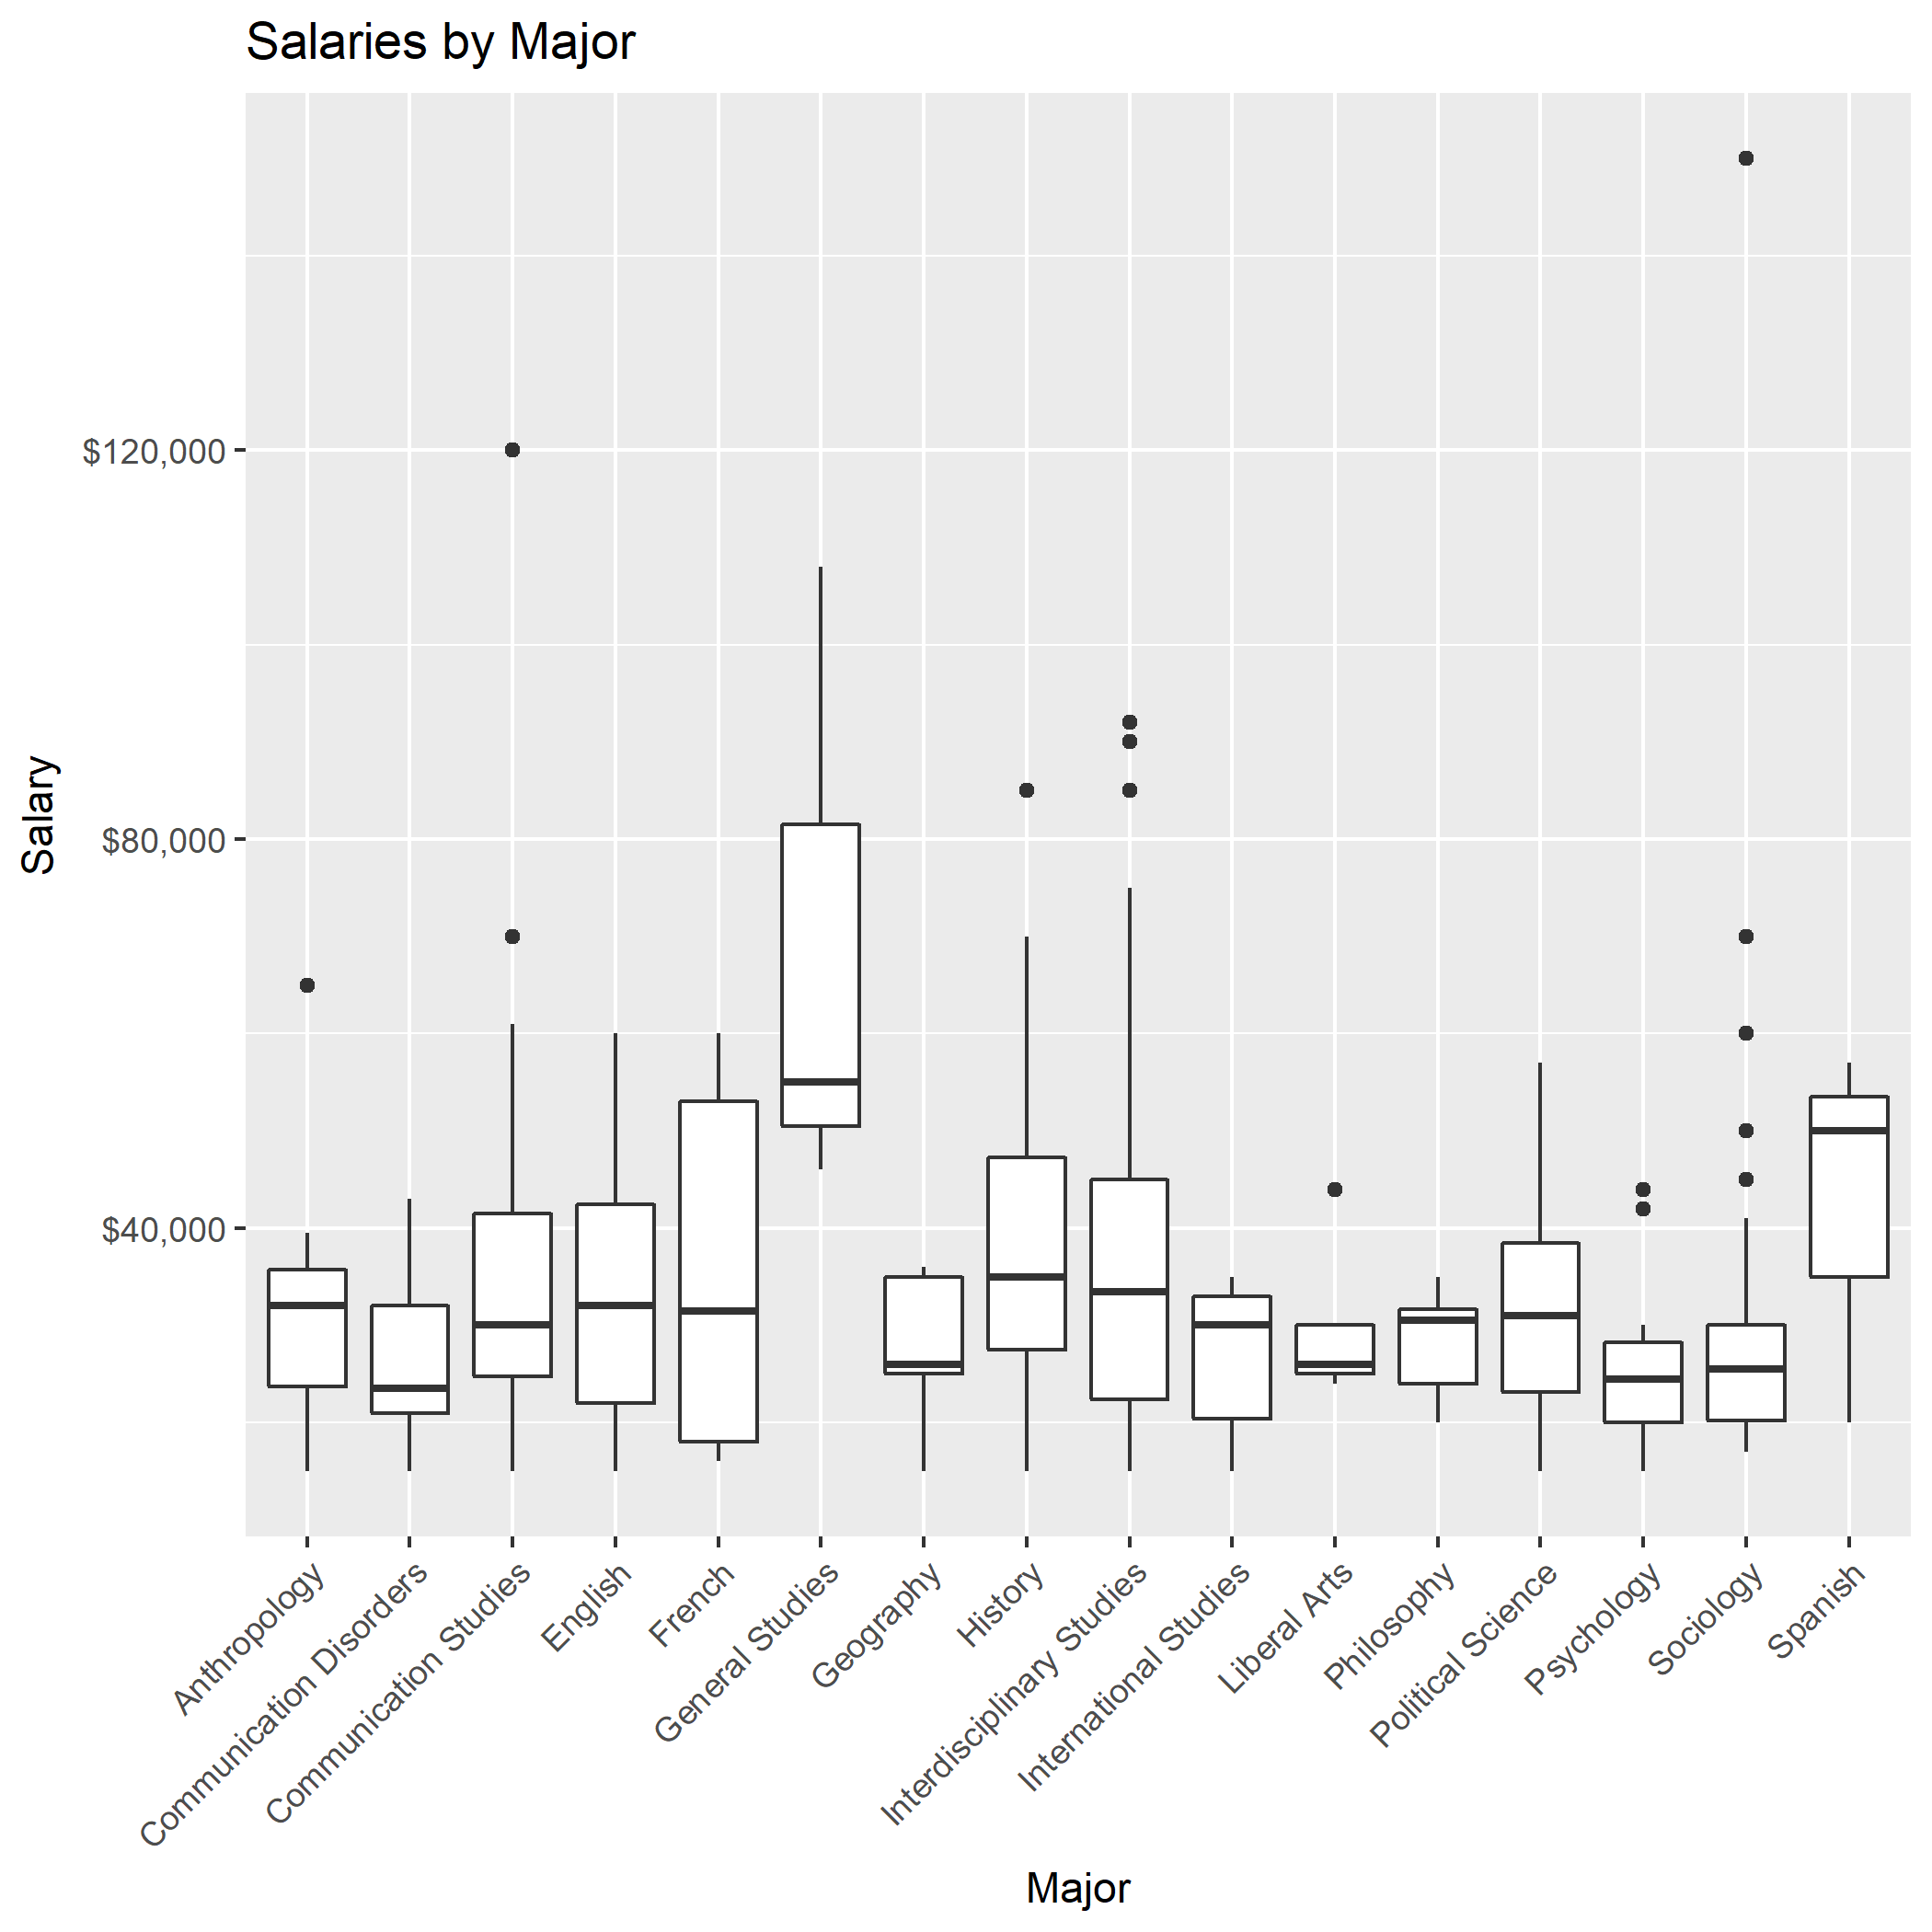 Salaries by Major
Salary
$120,000
$80,000
$40,000
Anthropology
Communication Disorders
Communication Studies
English
French
General Studies
Geography
History
Interdisciplinary Studies
International Studies
Liberal Arts
Philosophy
Political Science
Psychology
Sociology
Spanish
Major